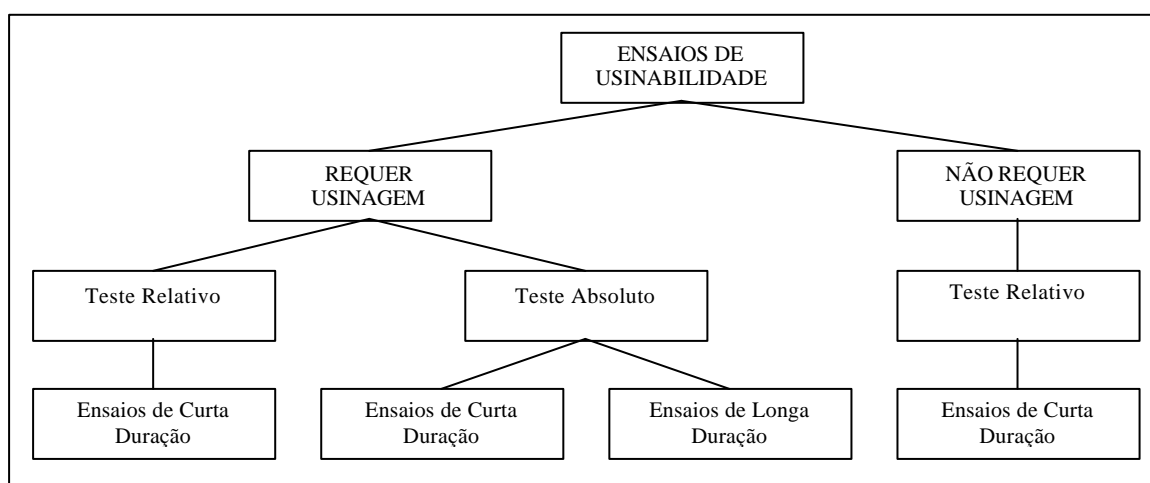 ENSAIOS DE
USINABILIDADE
REQUER
USINAGEM
NÃO REQUER
USINAGEM
Teste Relativo
Teste Absoluto
Teste Relativo
Ensaios de Curta
Duração
Ensaios de Curta
Duração
Ensaios de Longa
Duração
Ensaios de Curta
Duração